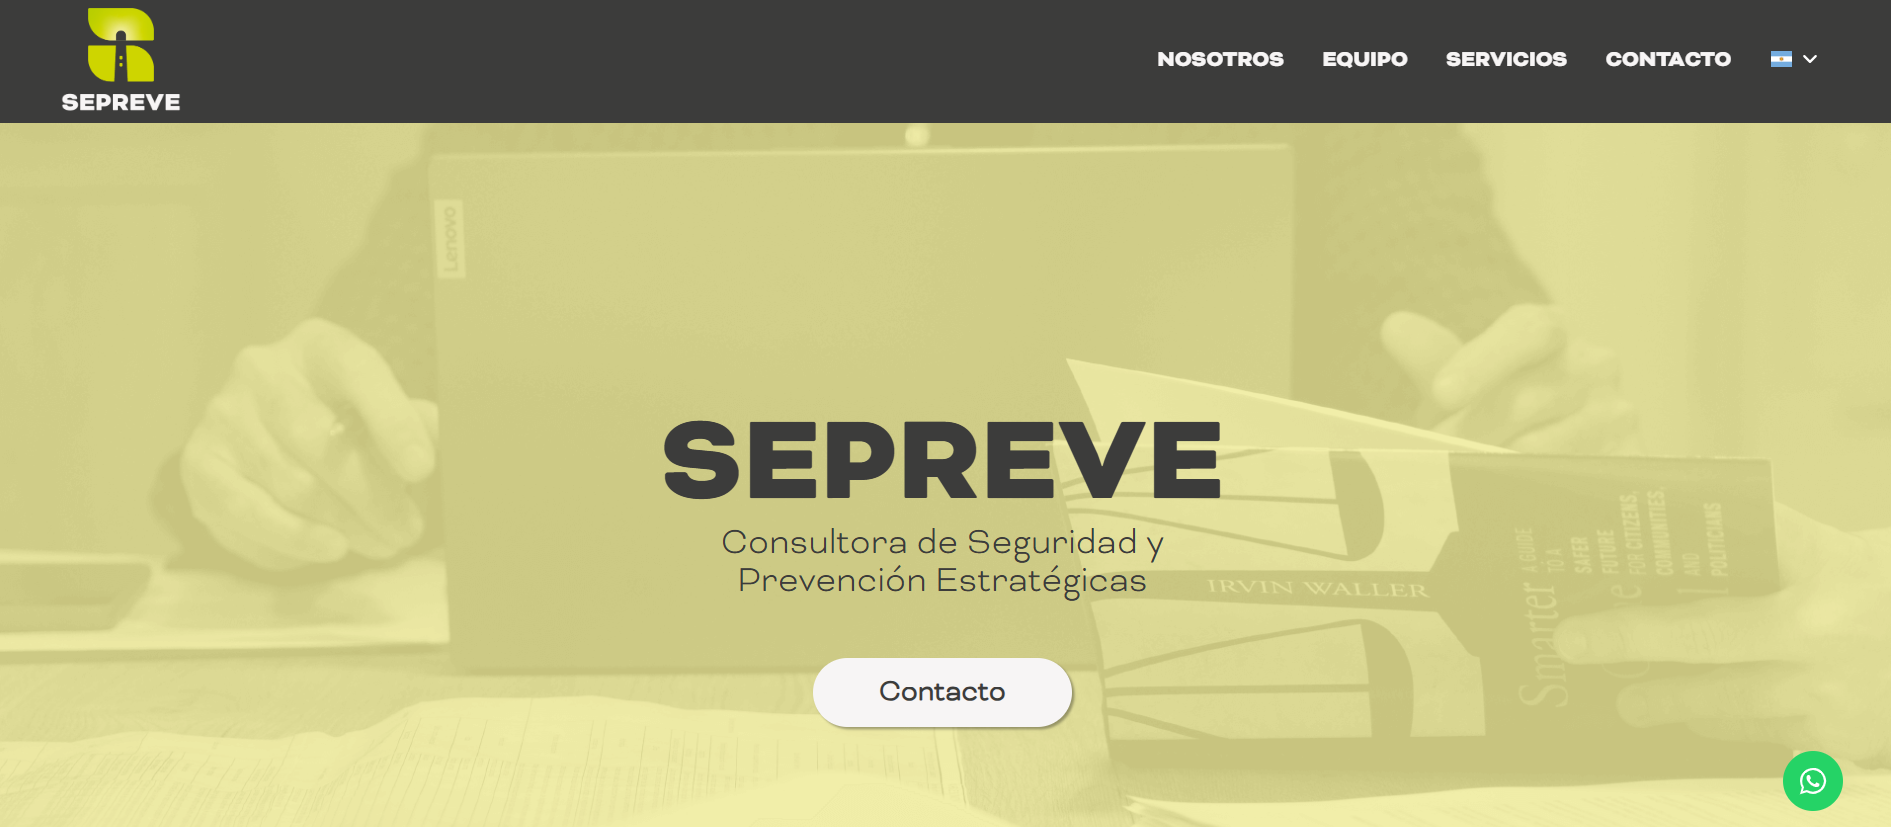 SEPREVE
NOSOTROS EQUIPO SERVICIOS CONTACTO
Lenovo
SEPREVE
Consultora de Seguridad y
Prevención Estratégicas
Contacto
IRVIN WALLER
Smarter
A GUIDE
TO A
SAFER
FUTURE
FOR CITIZENS,
COMMUNITIES,
AND
POLITICIANS